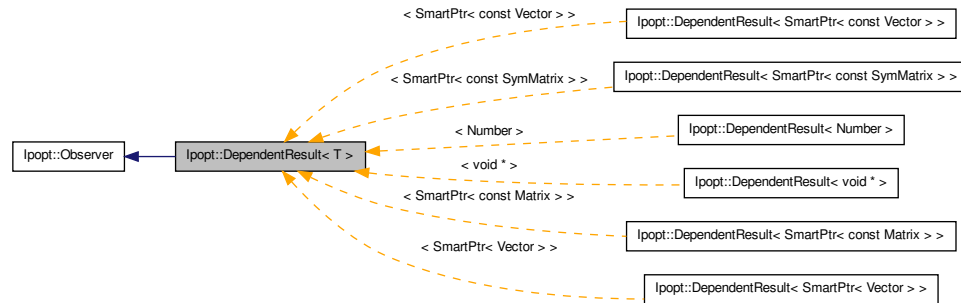 < SmartPtr< const Vector > >
Ipopt::DependentResult< SmartPtr< const Vector > >
< SmartPtr< const SymMatrix > >
Ipopt::DependentResult< SmartPtr< const SymMatrix > >
< Number >
Ipopt::DependentResult< Number >
Ipopt::Observer
Ipopt::DependentResult< T >
< void * >
Ipopt::DependentResult< void * >
< SmartPtr< const Matrix > >
Ipopt::DependentResult< SmartPtr< const Matrix > >
< SmartPtr< Vector > >
Ipopt::DependentResult< SmartPtr< Vector > >